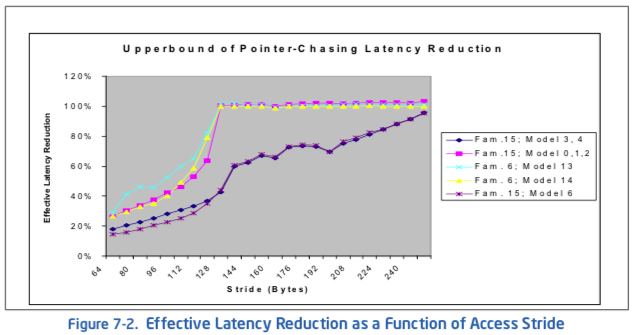 Upperbound of Pointer-Chasing Latency Reduction
120%
100%
80%
60%
40%
20%
0%
Effective Latency Reduction
64
80
96
112
128
144
160
176
192
208
224
240
Stride (Bytes)
Fam.15; Model 3, 4
Fam.15; Model 0,1,2
Fam. 6; Model 13
Fam. 6; Model 14
Fam. 15; Model 6
Figure 7-2. Effective Latency Reduction as a Function of Access Stride